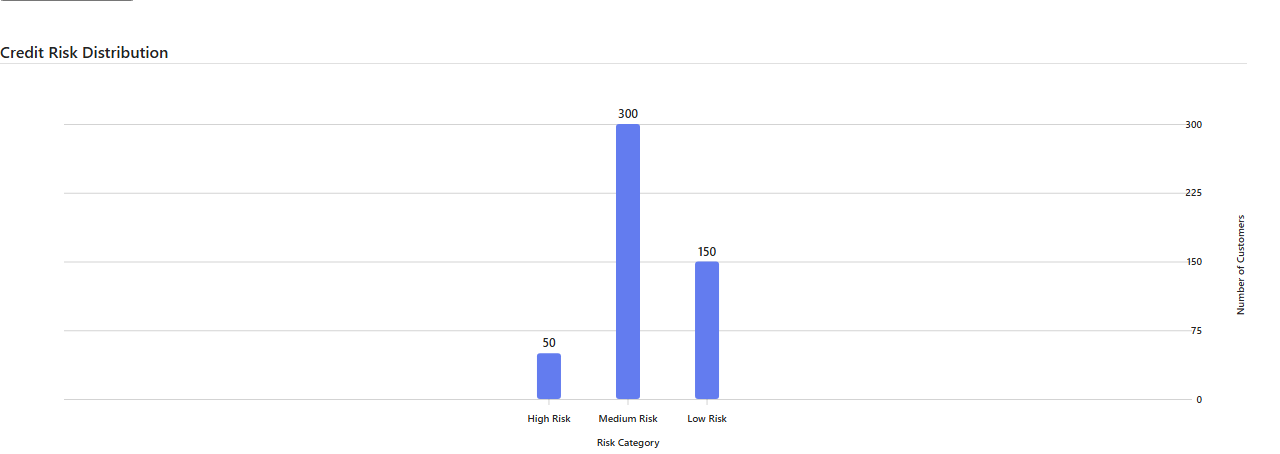 Credit Risk Distribution
300
300
225
150
150
75
50
0
Number of Customers
High Risk
Medium Risk
Low Risk
Risk Category